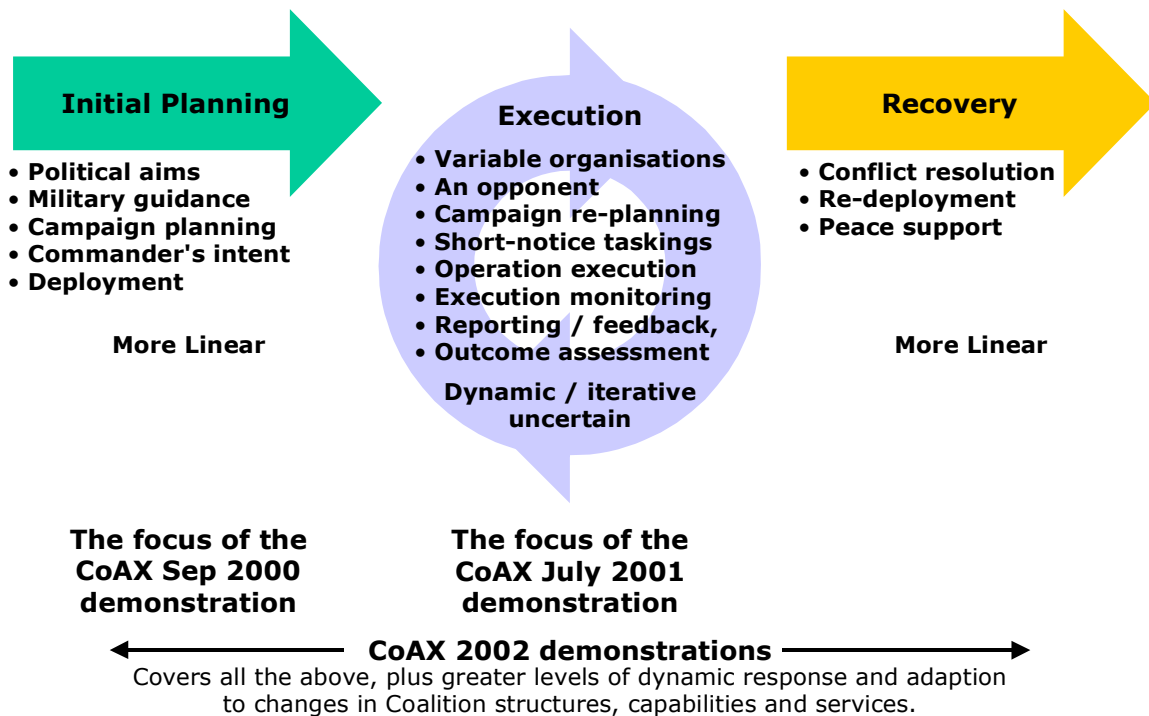 Initial Planning
• Political aims
• Military guidance
• Campaign planning
• Commander's intent
• Deployment
More Linear
Execution
• Variable organisations
• An opponent
• Campaign re-planning
• Short-notice taskings
• Operation execution
• Execution monitoring
• Reporting / feedback,
• Outcome assessment
Dynamic / iterative
uncertain
Recovery
• Conflict resolution
• Re-deployment
• Peace support
More Linear
The focus of the
CoAX Sep 2000
demonstration
The focus of the
CoAX July 2001
demonstration
CoAX 2002 demonstrations
Covers all the above, plus greater levels of dynamic response and adaption
to changes in Coalition structures, capabilities and services.